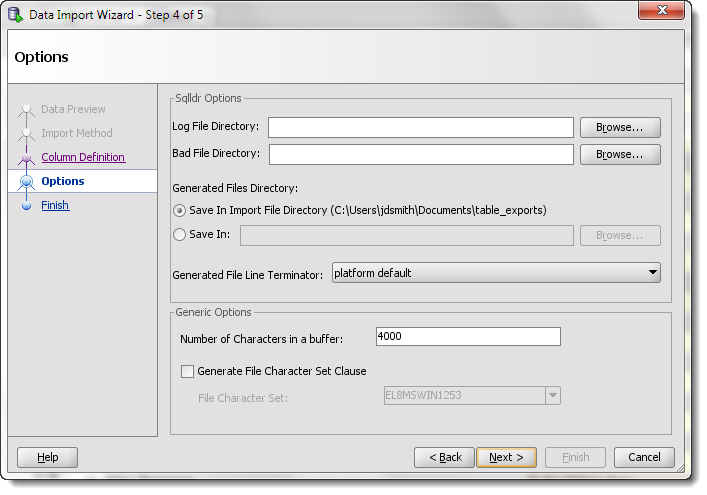 Data Import Wizard - Step 4 of 5
Options
Data Preview
Import Method
Column Definition
Options
Finish
Sqlldr Options
Log File Directory:
Browse...
Bad File Directory:
Browse...
Generated Files Directory:
Save In Import File Directory (C:\Users\jdsmith\Documents\table_exports)
Save In:
Browse...
Generated File Line Terminator:
platform default
Generic Options
Number of Characters in a buffer:
4000
Generate File Character Set Clause
File Character Set:
EL8MSWIN1253
Help
< Back
Next >
Finish
Cancel